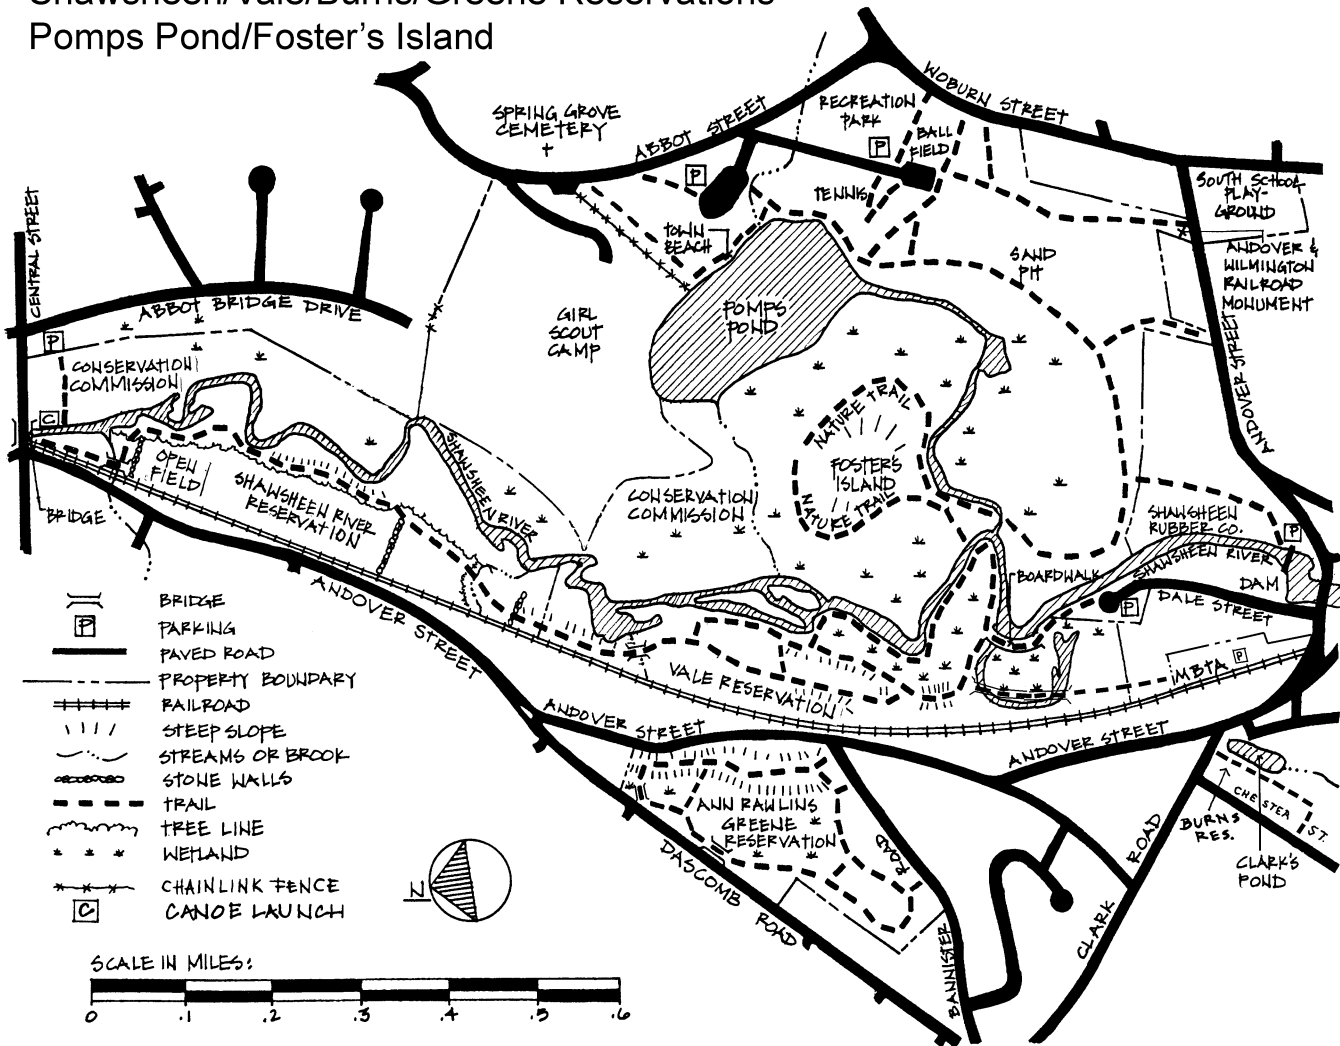 Shawsheen/Vale/Burns/Greene Reservations
Pomps Pond/Foster's Island
WOBURN STREET
SPRING GROVE
CEMETERY
ABBOT STREET
RECREATION
PARK
P
BALL
FIELD
P
TENNIS
TOWN
BEACH
SOUTH SCHOOL
PLAY-
GROUND
ANDOVER &
WILMINGTON
RAILROAD
MONUMENT
SAND
PIT
CENTRAL STREET
ABBOT BRIDGE DRIVE
POMPS
POND
GIRL
SCOUT
CAMP
P
CONSERVATION
COMMISSION
C
ANDOVER STREET
NATURE TRAIL
FOSTER'S
ISLAND
NATURE TRAIL
OPEN
FIELD
SHAWSHEEN RIVER
RESERVATION
SHAWSHEEN RIVER
CONSERVATION
COMMISSION
BRIDGE
SHAWSHEEN
RUBBER CO.
P
SHAWSHEEN RIVER
BOARDWALK
DAM
P
DALE STREET
ANDOVER STREET
MBTA
P
VALE RESERVATION
ANDOVER STREET
ANDOVER STREET
BRIDGE
P PARKING
PAVED ROAD
PROPERTY BOUNDARY
RAILROAD
STEEP SLOPE
STREAMS OR BROOK
STONE WALLS
TRAIL
TREE LINE
WETLAND
CHAINLINK FENCE
C CANOE LAUNCH
N
ANN RAWLINS
GREENE
RESERVATION
DASCOMB ROAD
BANNISTER ROAD
CLARK ROAD
BURNS
RES.
CHESTER ST.
CLARK'S
POND
SCALE IN MILES:
0 .1 .2 .3 .4 .5 .6